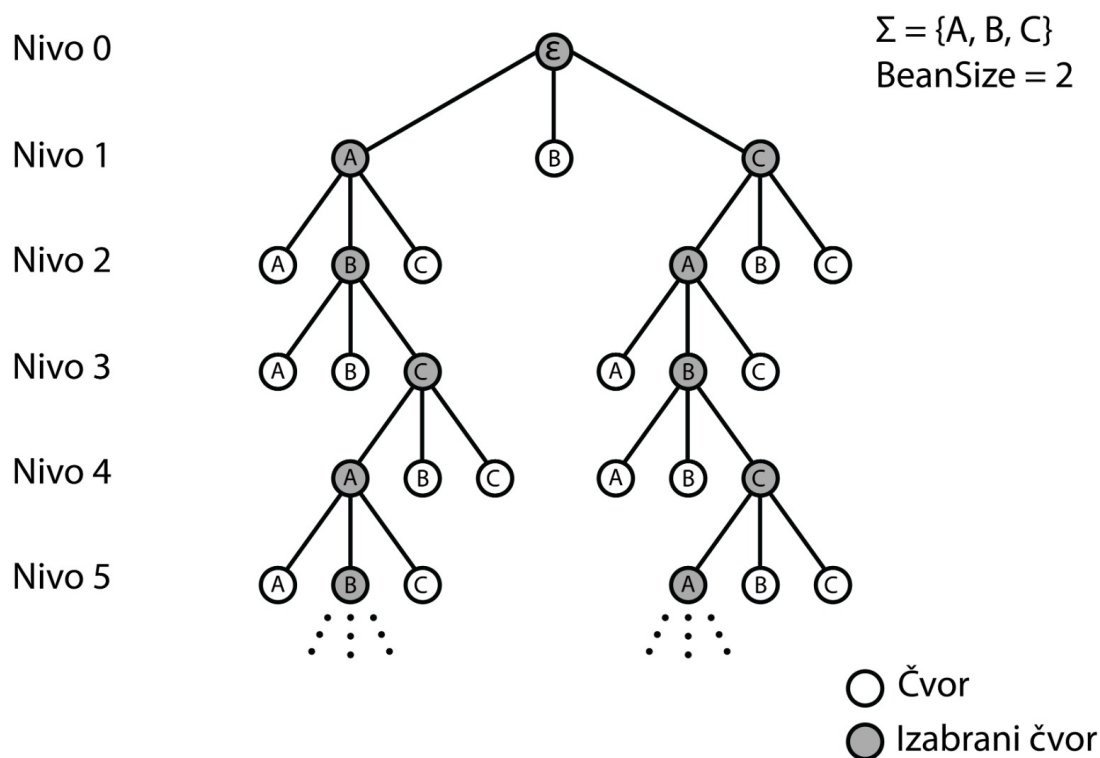 Nivo 0
ε
Σ = {A, B, C}
BeanSize = 2
Nivo 1
A B C
Nivo 2
A B C A B C
Nivo 3
A B C A B C
Nivo 4
A B C A B C
Nivo 5
A B C A B C
Čvor
Izabrani čvor